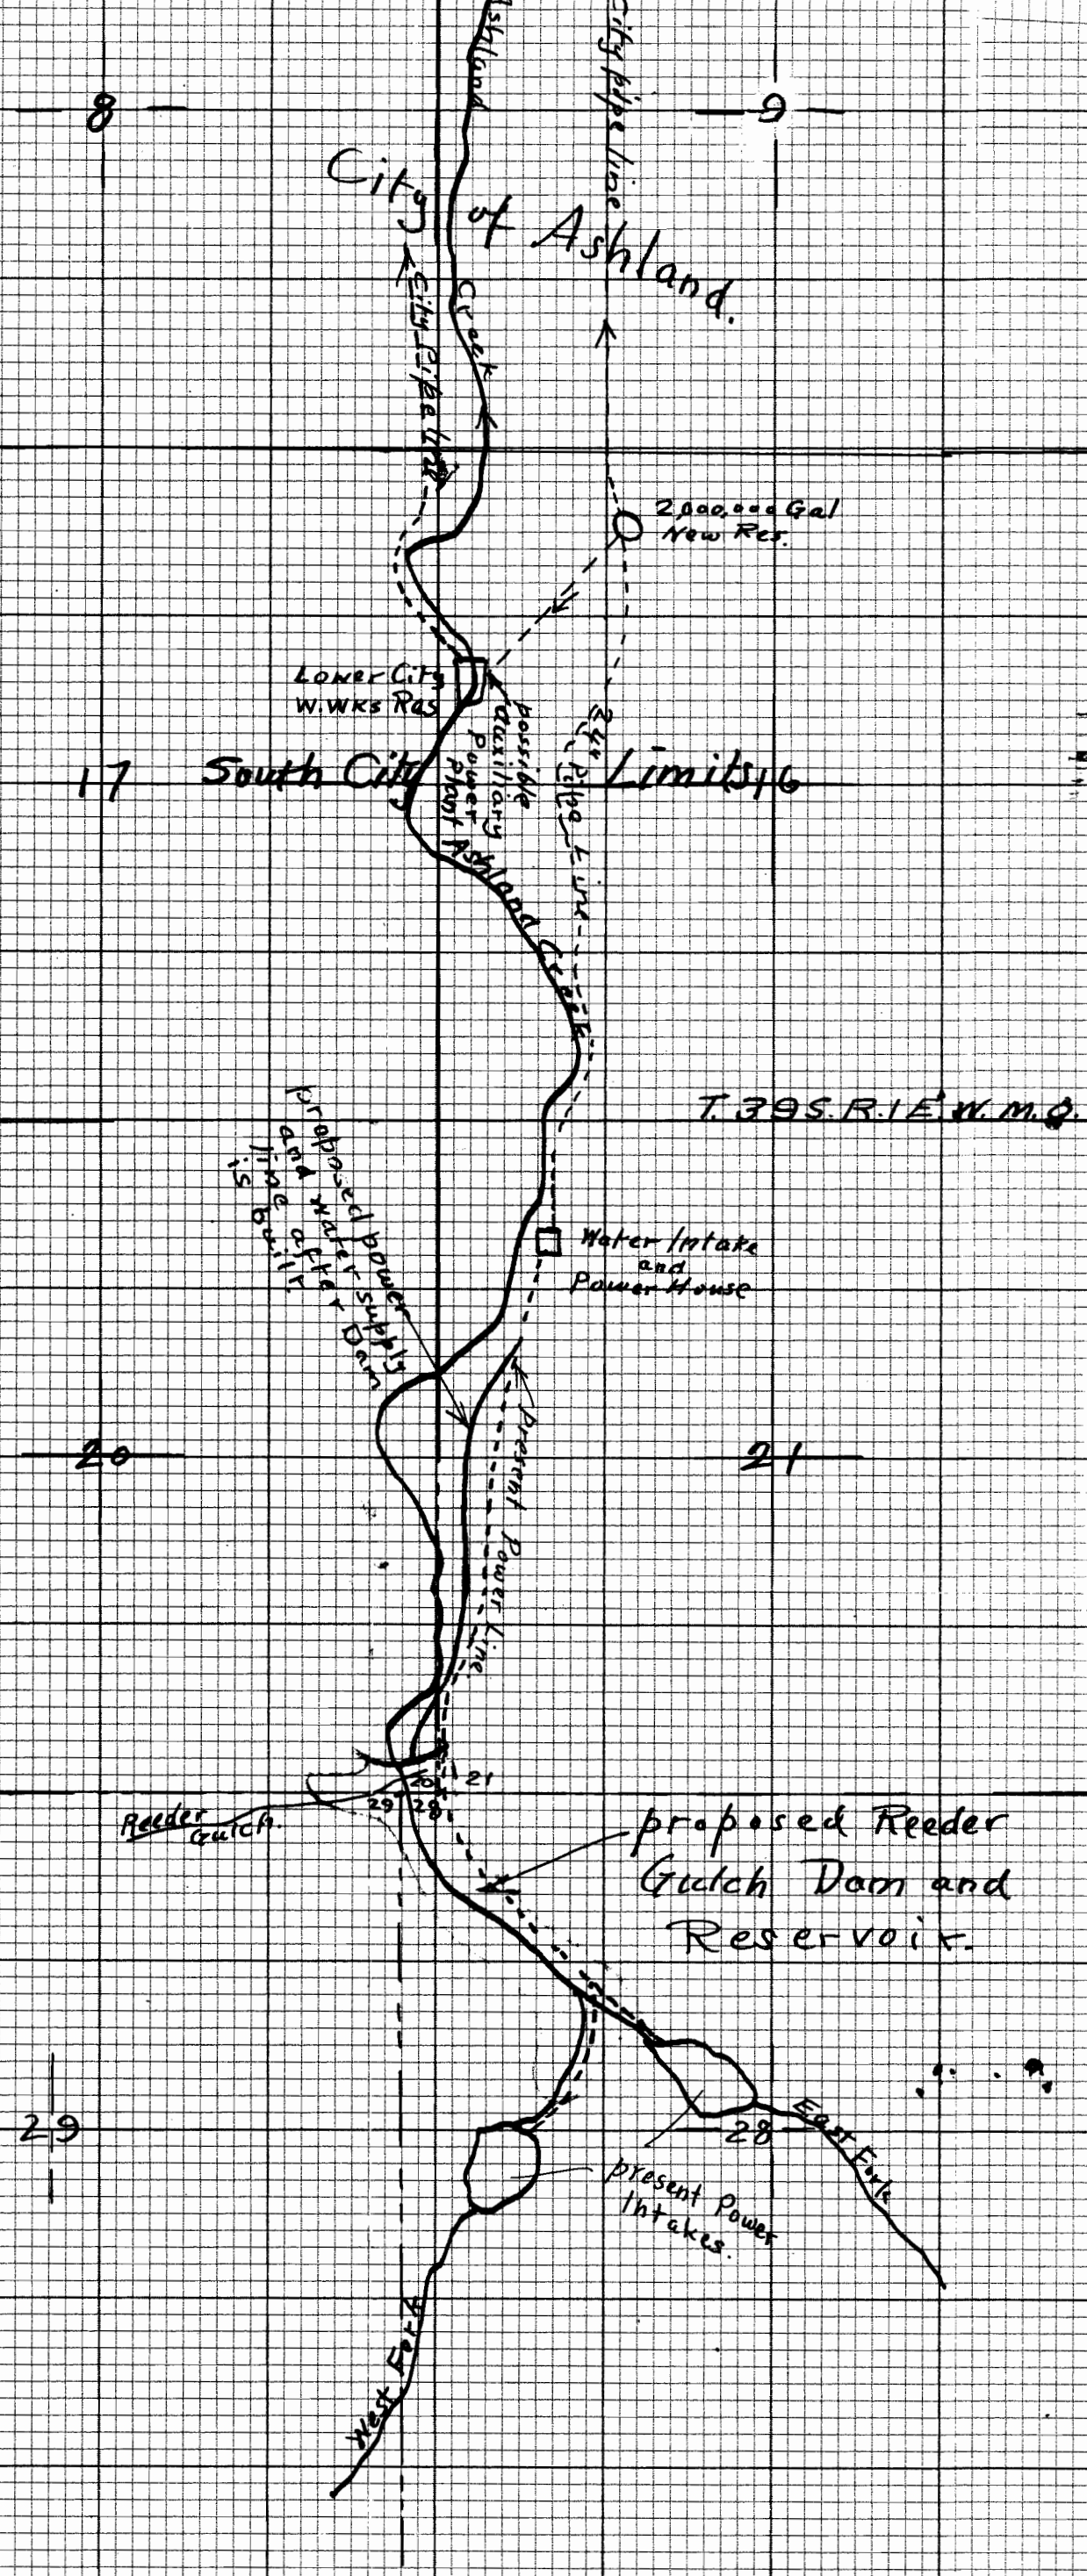 Ashland
City pipe line
8
9
City of Ashland.
City Pipe line
Creek
2,000,000 Gal
New Res.
Lower City
W.Wks Res
possible
Auxiliary
Power
Plant
24"
Pipe Line
17
South City Limits
16
Ashland Creek
T. 39 S. R. 1 E. W. M. O.
proposed power
and water supply
line after Dam
is built
Water Intake
and
Power House
present Power Line
20
21
20
21
29
28
Reeder
Gulch.
proposed Reeder
Gulch Dam and
Reservoir.
29
28
East Fork
present Power
Intakes.
West Fork